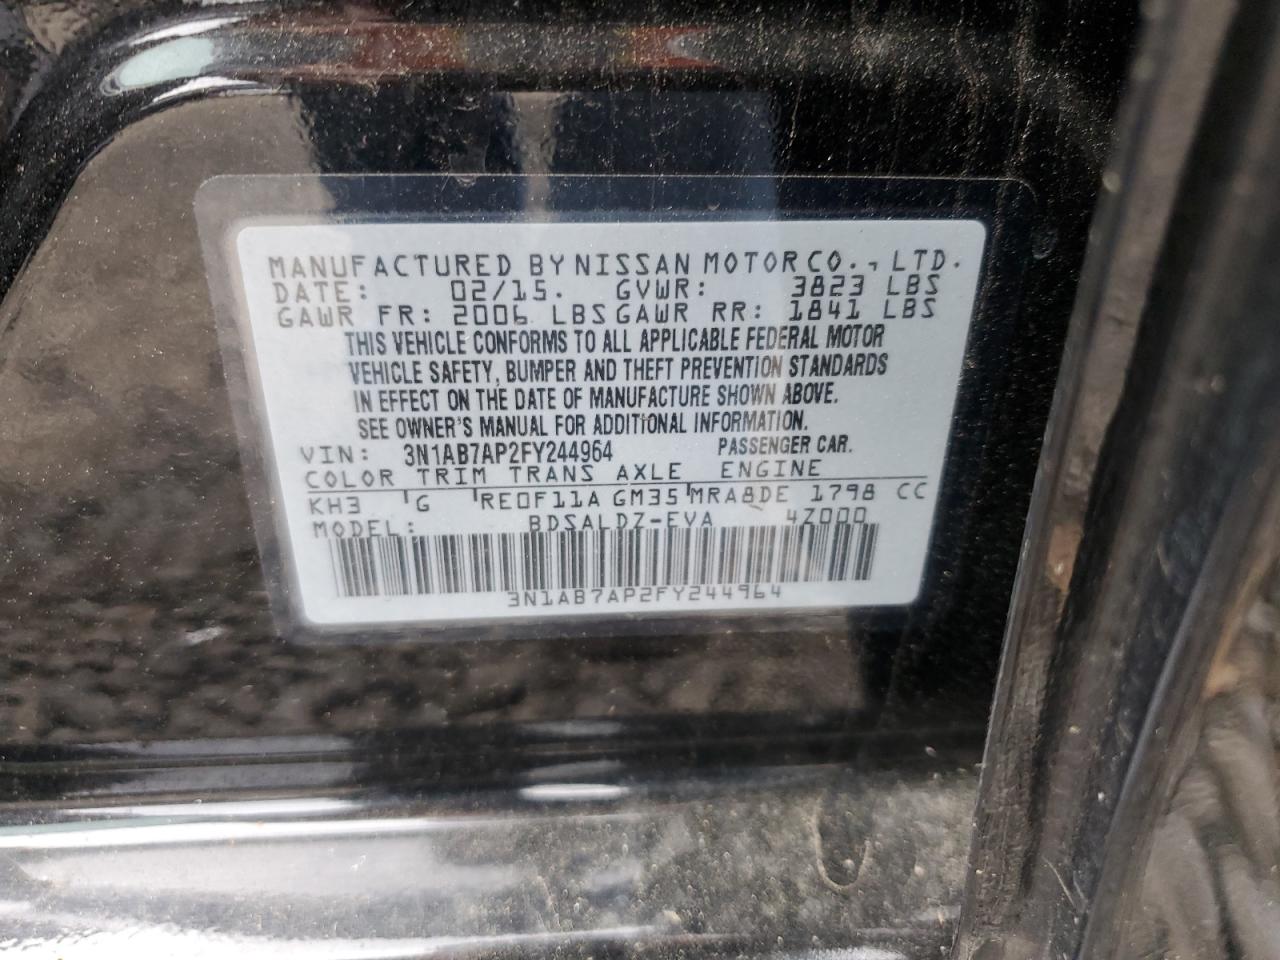 MANUFACTURED BY NISSAN MOTOR CO., LTD.
DATE: 02/15. GVWR: 3823 LBS
GAWR FR: 2006 LBS GAWR RR: 1841 LBS
THIS VEHICLE CONFORMS TO ALL APPLICABLE FEDERAL MOTOR
VEHICLE SAFETY, BUMPER AND THEFT PREVENTION STANDARDS
IN EFFECT ON THE DATE OF MANUFACTURE SHOWN ABOVE.
SEE OWNER'S MANUAL FOR ADDITIONAL INFORMATION.
VIN: 3N1AB7AP2FY244964 PASSENGER CAR.
COLOR TRIM TRANS AXLE ENGINE
KH3 G RE0F11A GM35 MRA8DE 1798 CC
MODEL: BDSALDZ-EVA 4Z000
3N1AB7AP2FY244964